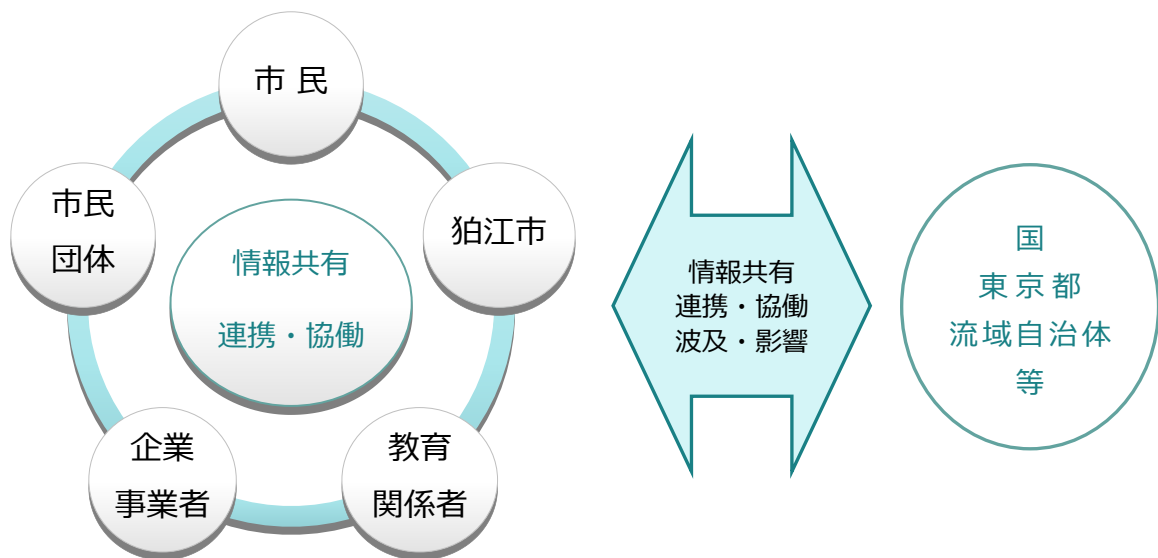 市 民
市民
団体
狛江市
情報共有
連携・協働
企業
事業者
教育
関係者
情報共有
連携・協働
波及・影響
国
東京都
流域自治体
等